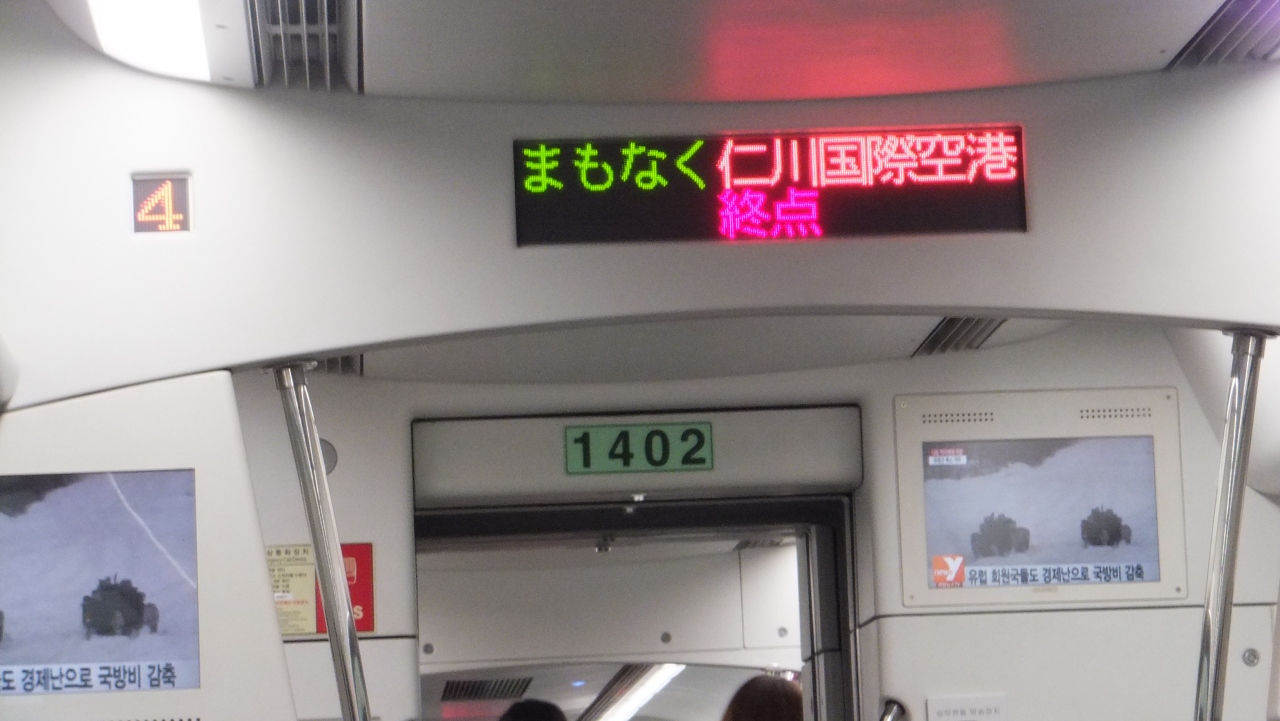 4
まもなく 仁川国際空港
終点
1402
유럽 회원국들도 경제난으로 국방비 감축
도 경제난으로 국방비 감축